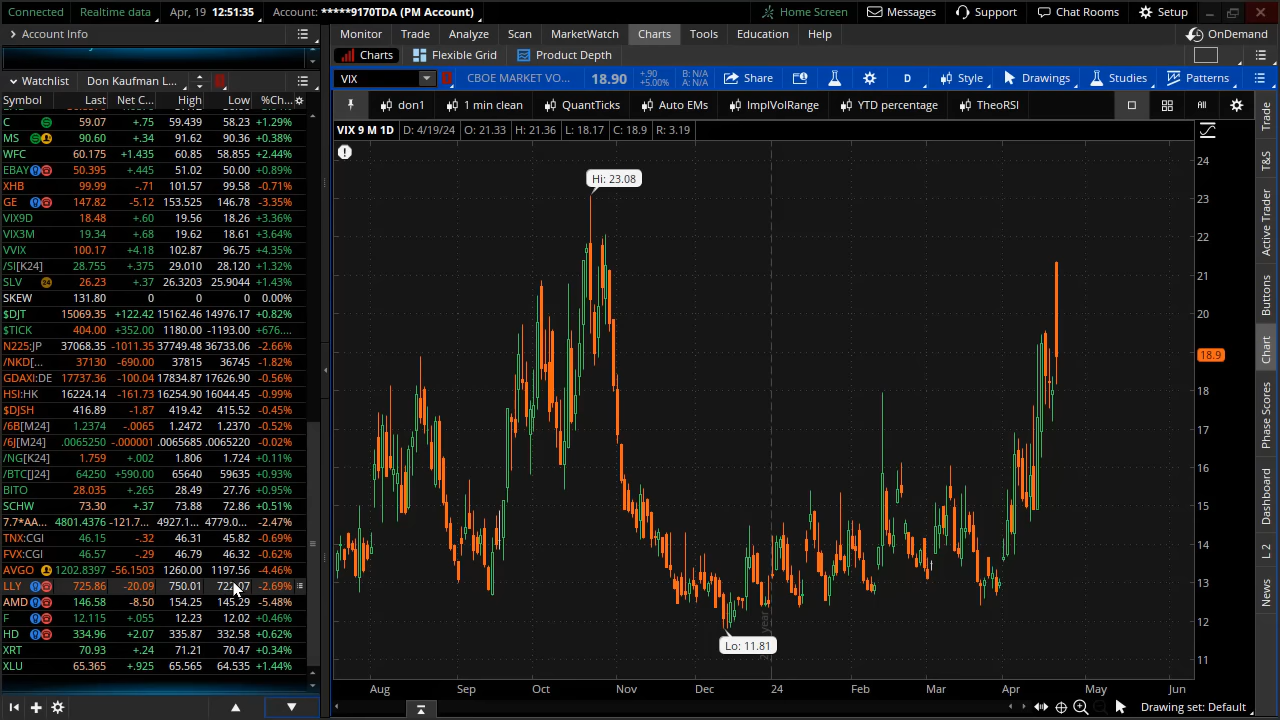 Connected Realtime data Apr, 19 12:51:35 Account: *****9170TDA (PM Account) Home Screen Messages Support Chat Rooms Setup
Account Info Monitor Trade Analyze Scan MarketWatch Charts Tools Education Help OnDemand
Charts Flexible Grid Product Depth
Watchlist Don Kaufman L... VIX CBOE MARKET VO... 18.90 +.90 +5.00% B: N/A A: N/A Share D Style Drawings Studies Patterns
Symbol Last Net C... High Low %Ch... don1 1 min clean QuantTicks Auto EMs ImplVolRange YTD percentage TheoRSI All
C 59.07 +.75 59.439 58.23 +1.29%
VIX 9 M 1D D: 4/19/24 O: 21.33 H: 21.36 L: 18.17 C: 18.9 R: 3.19
MS 90.60 +.34 91.62 90.36 +0.38%
WFC 60.175 +1.435 60.85 58.855 +2.44%
EBAY 50.395 +.445 51.02 50.00 +0.89%
XHB 99.99 -.71 101.57 99.58 -0.71%
GE 147.82 -5.12 153.525 146.78 -3.35%
VIX9D 18.48 +.60 19.56 18.26 +3.36%
VIX3M 19.34 +.68 19.62 18.61 +3.64%
VVIX 100.17 +4.18 102.87 96.75 +4.35%
/SI[K24] 28.755 +.375 29.010 28.120 +1.32%
SLV 26.23 +.37 26.3203 25.9044 +1.43%
SKEW 131.80 0 0 0 0.00%
$DJT 15069.35 +122.42 15162.46 14976.17 +0.82%
$TICK 404.00 +352.00 1180.00 -1193.00 +676....
N225:JP 37068.35 -1011.35 37749.48 36733.06 -2.66%
/NKD[... 37130 -690.00 37815 36745 -1.82%
GDAXI:DE 17737.36 -100.04 17834.87 17626.90 -0.56%
HSI:HK 16224.14 -161.73 16254.90 16044.45 -0.99%
$DJSH 416.89 -1.87 419.42 415.52 -0.45%
/6B[M24] 1.2374 -.0065 1.2472 1.2370 -0.52%
/6J[M24] .0065250 -.000001 .0065685 .0065220 -0.02%
/NG[K24] 1.759 +.002 1.806 1.724 +0.11%
/BTC[J24] 64250 +590.00 65640 59635 +0.93%
BITO 28.035 +.265 28.49 27.76 +0.95%
SCHW 73.30 +.37 73.88 72.86 +0.51%
7.7*AA... 4801.4376 -121.7... 4927.1... 4779.0... -2.47%
TNX:CGI 46.15 -.32 46.31 45.82 -0.69%
FVX:CGI 46.57 -.29 46.79 46.32 -0.62%
AVGO 1202.8397 -56.1503 1260.00 1197.56 -4.46%
LLY 725.86 -20.09 750.01 -2.69%
AMD 146.58 -8.50 154.25 145.29 -5.48%
F 12.115 +.055 12.23 12.02 +0.46%
HD 334.96 +2.07 335.87 332.58 +0.62%
XRT 70.93 +.24 71.21 70.47 +0.34%
XLU 65.365 +.925 65.565 64.535 +1.44%
Hi: 23.08
Lo: 11.81
24
23
22
21
20
18.9
18
17
16
15
14
13
12
11
Aug Sep Oct Nov Dec 24 Feb Mar Apr May Jun
year
Drawing set: Default
Trade
T&S
Active Trader
Buttons
Chart
Phase Scores
Dashboard
L 2
News